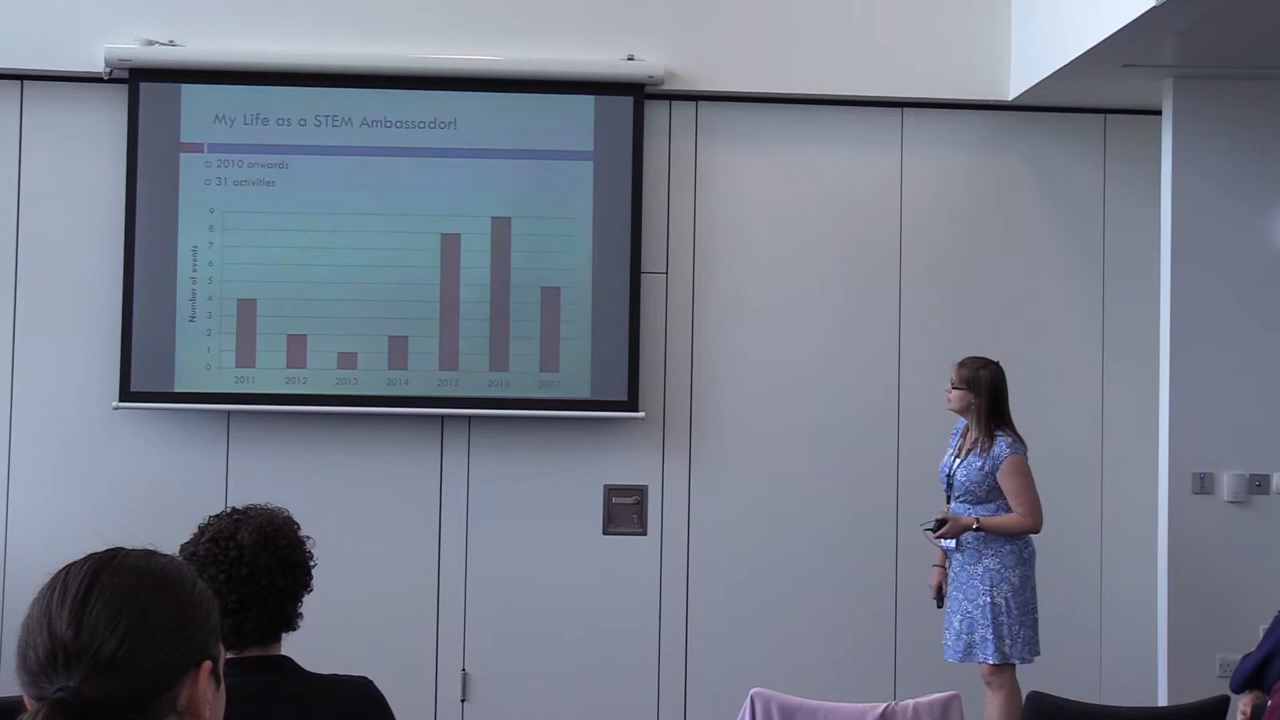 My Life as a STEM Ambassador!
2010 onwards
31 activities
Number of events
9
8
7
6
5
4
3
2
1
0
2011 2012 2013 2014 2015 2016 2017